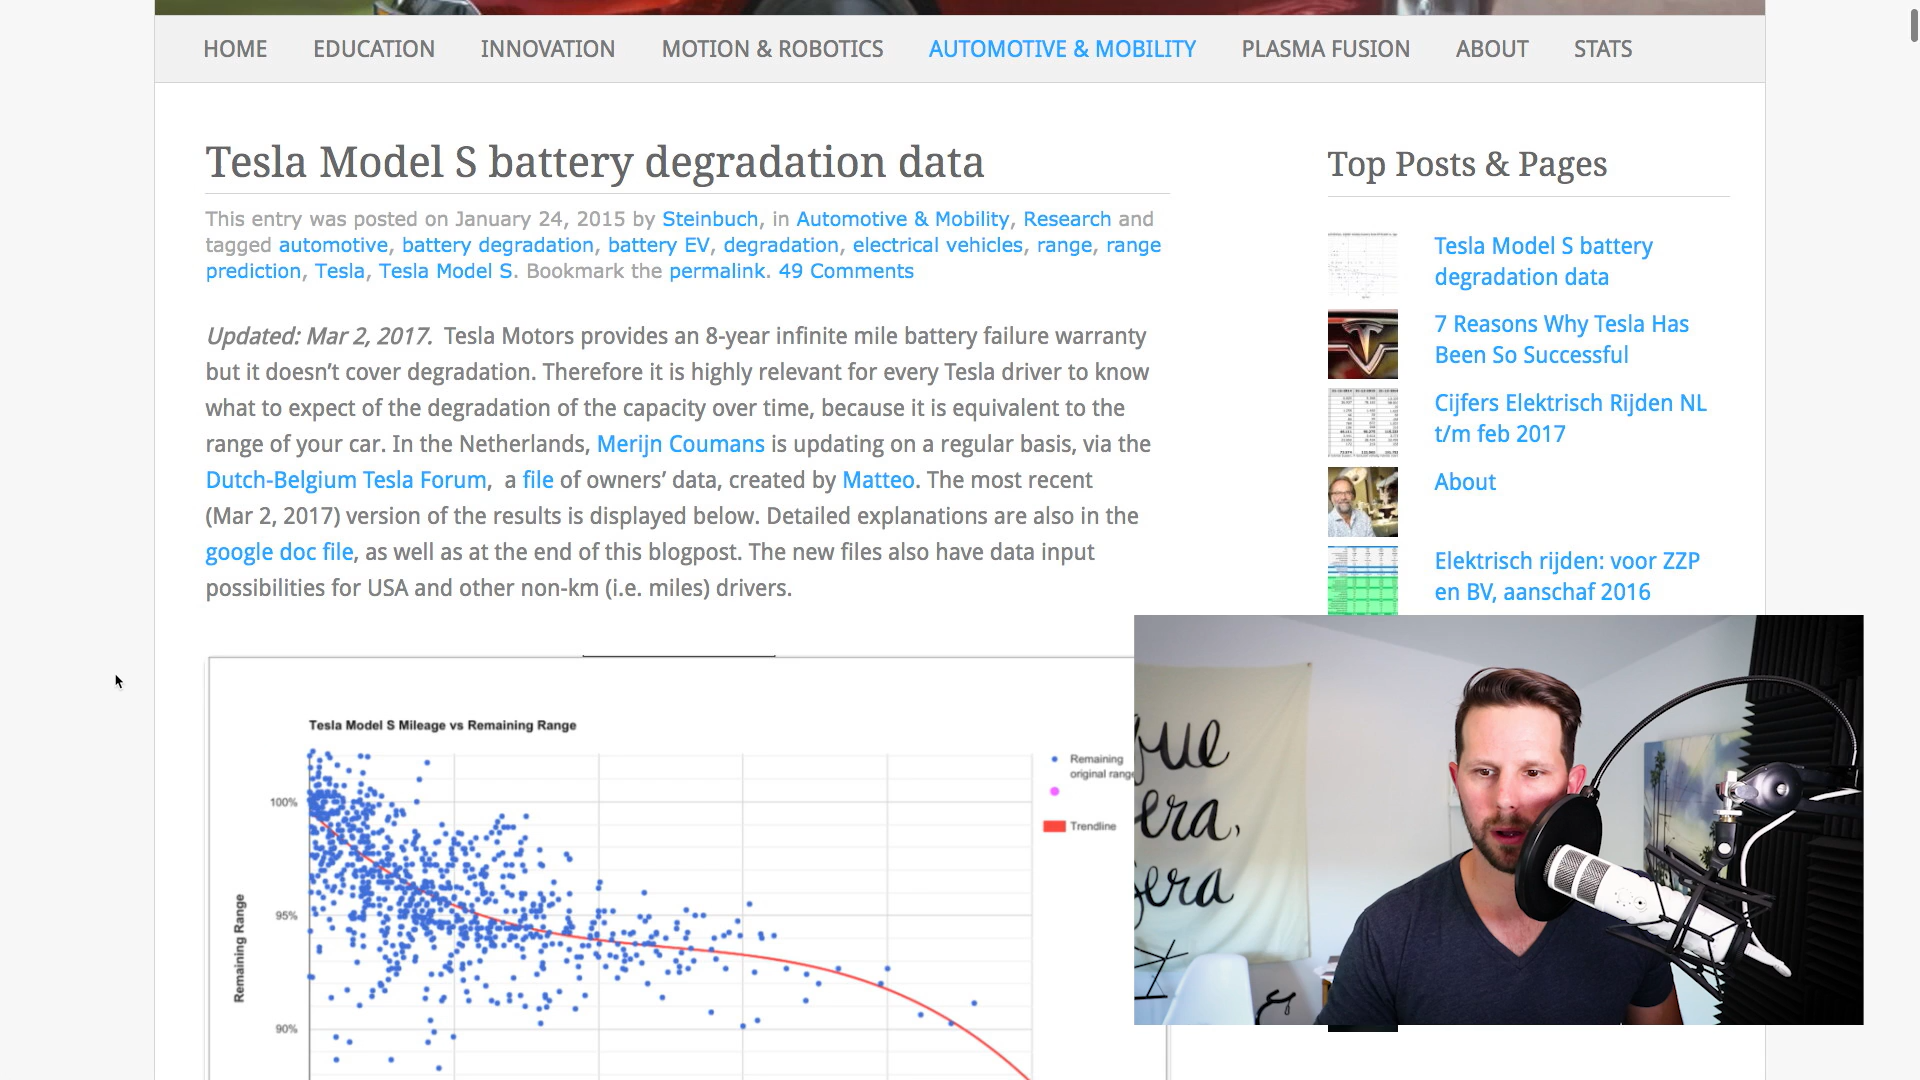 HOME EDUCATION INNOVATION MOTION & ROBOTICS AUTOMOTIVE & MOBILITY PLASMA FUSION ABOUT STATS
Tesla Model S battery degradation data
This entry was posted on January 24, 2015 by Steinbuch, in Automotive & Mobility, Research and
tagged automotive, battery degradation, battery EV, degradation, electrical vehicles, range, range
prediction, Tesla, Tesla Model S. Bookmark the permalink. 49 Comments
Updated: Mar 2, 2017. Tesla Motors provides an 8-year infinite mile battery failure warranty
but it doesn’t cover degradation. Therefore it is highly relevant for every Tesla driver to know
what to expect of the degradation of the capacity over time, because it is equivalent to the
range of your car. In the Netherlands, Merijn Coumans is updating on a regular basis, via the
Dutch-Belgium Tesla Forum, a file of owners’ data, created by Matteo. The most recent
(Mar 2, 2017) version of the results is displayed below. Detailed explanations are also in the
google doc file, as well as at the end of this blogpost. The new files also have data input
possibilities for USA and other non-km (i.e. miles) drivers.
Tesla Model S Mileage vs Remaining Range
Remaining
original range
Trendline
100%
95%
90%
Remaining Range
Top Posts & Pages
Tesla Model S battery
degradation data
7 Reasons Why Tesla Has
Been So Successful
Cijfers Elektrisch Rijden NL
t/m feb 2017
About
Elektrisch rijden: voor ZZP
en BV, aanschaf 2016
que
era,
era